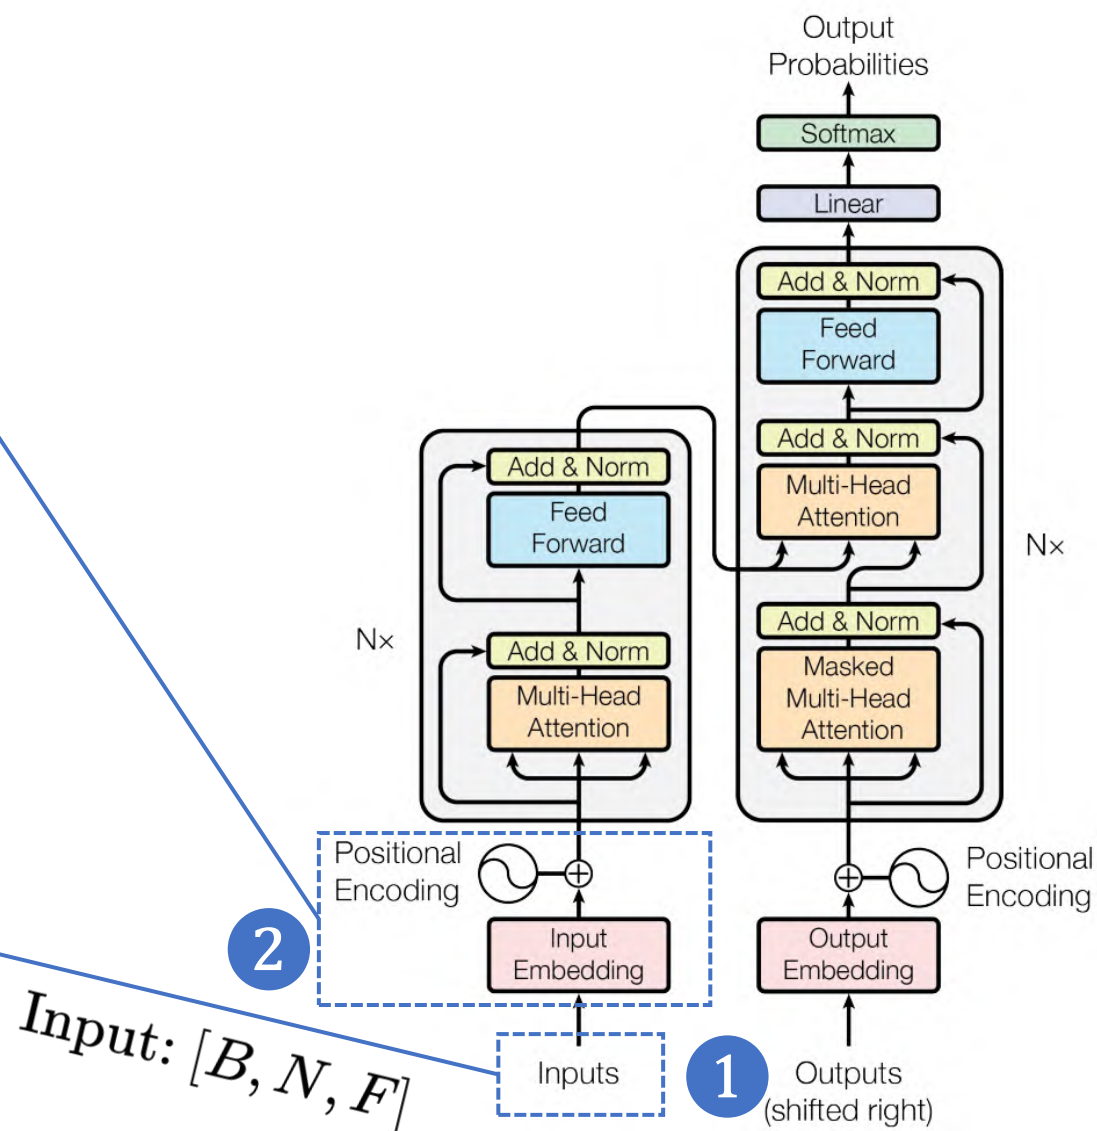 Output
Probabilities
Softmax
Linear
Add & Norm
Feed
Forward
Add & Norm
Multi-Head
Attention
Nx
Add & Norm
Masked
Multi-Head
Attention
Add & Norm
Feed
Forward
Nx
Add & Norm
Multi-Head
Attention
Positional
Encoding
Positional
Encoding
2
Input
Embedding
Output
Embedding
Input: [B, N, F]
Inputs
1
Outputs
(shifted right)